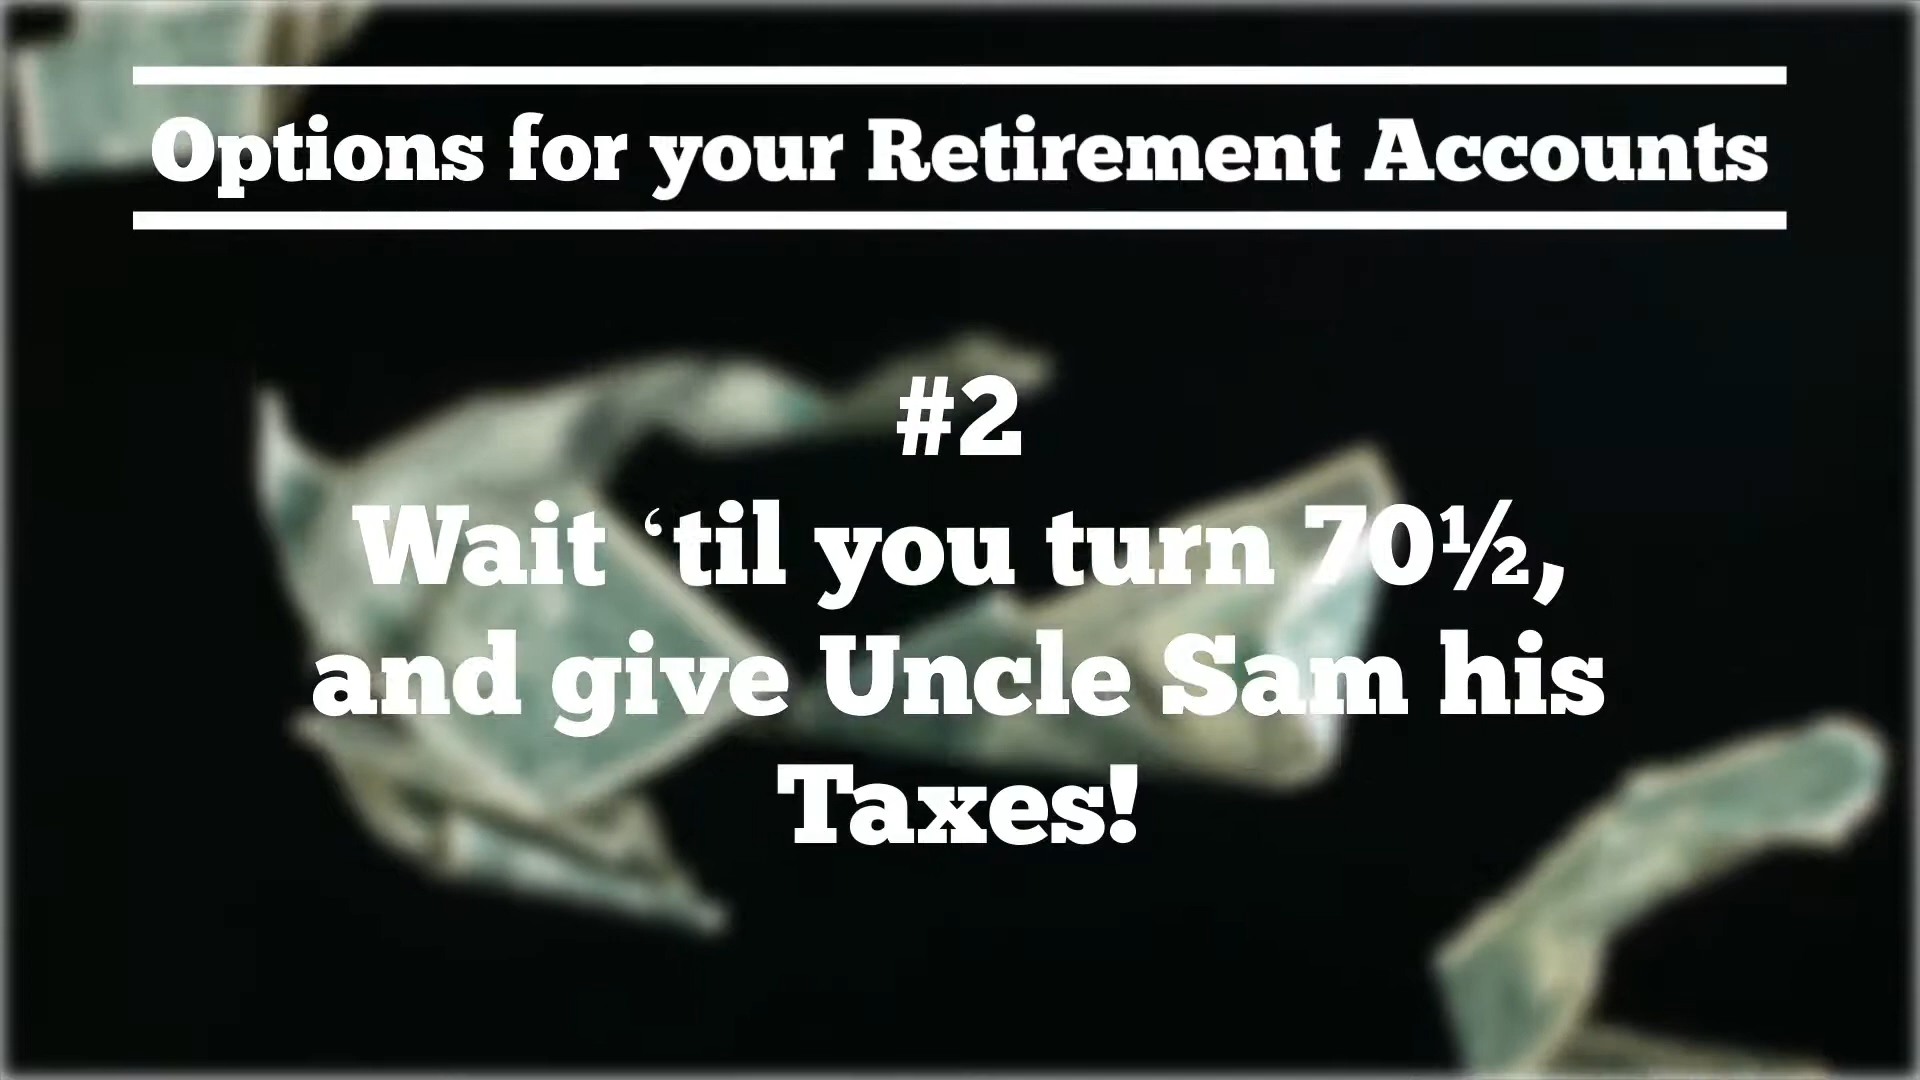 Options for your Retirement Accounts
#2
Wait ‘til you turn 70½,
and give Uncle Sam his
Taxes!